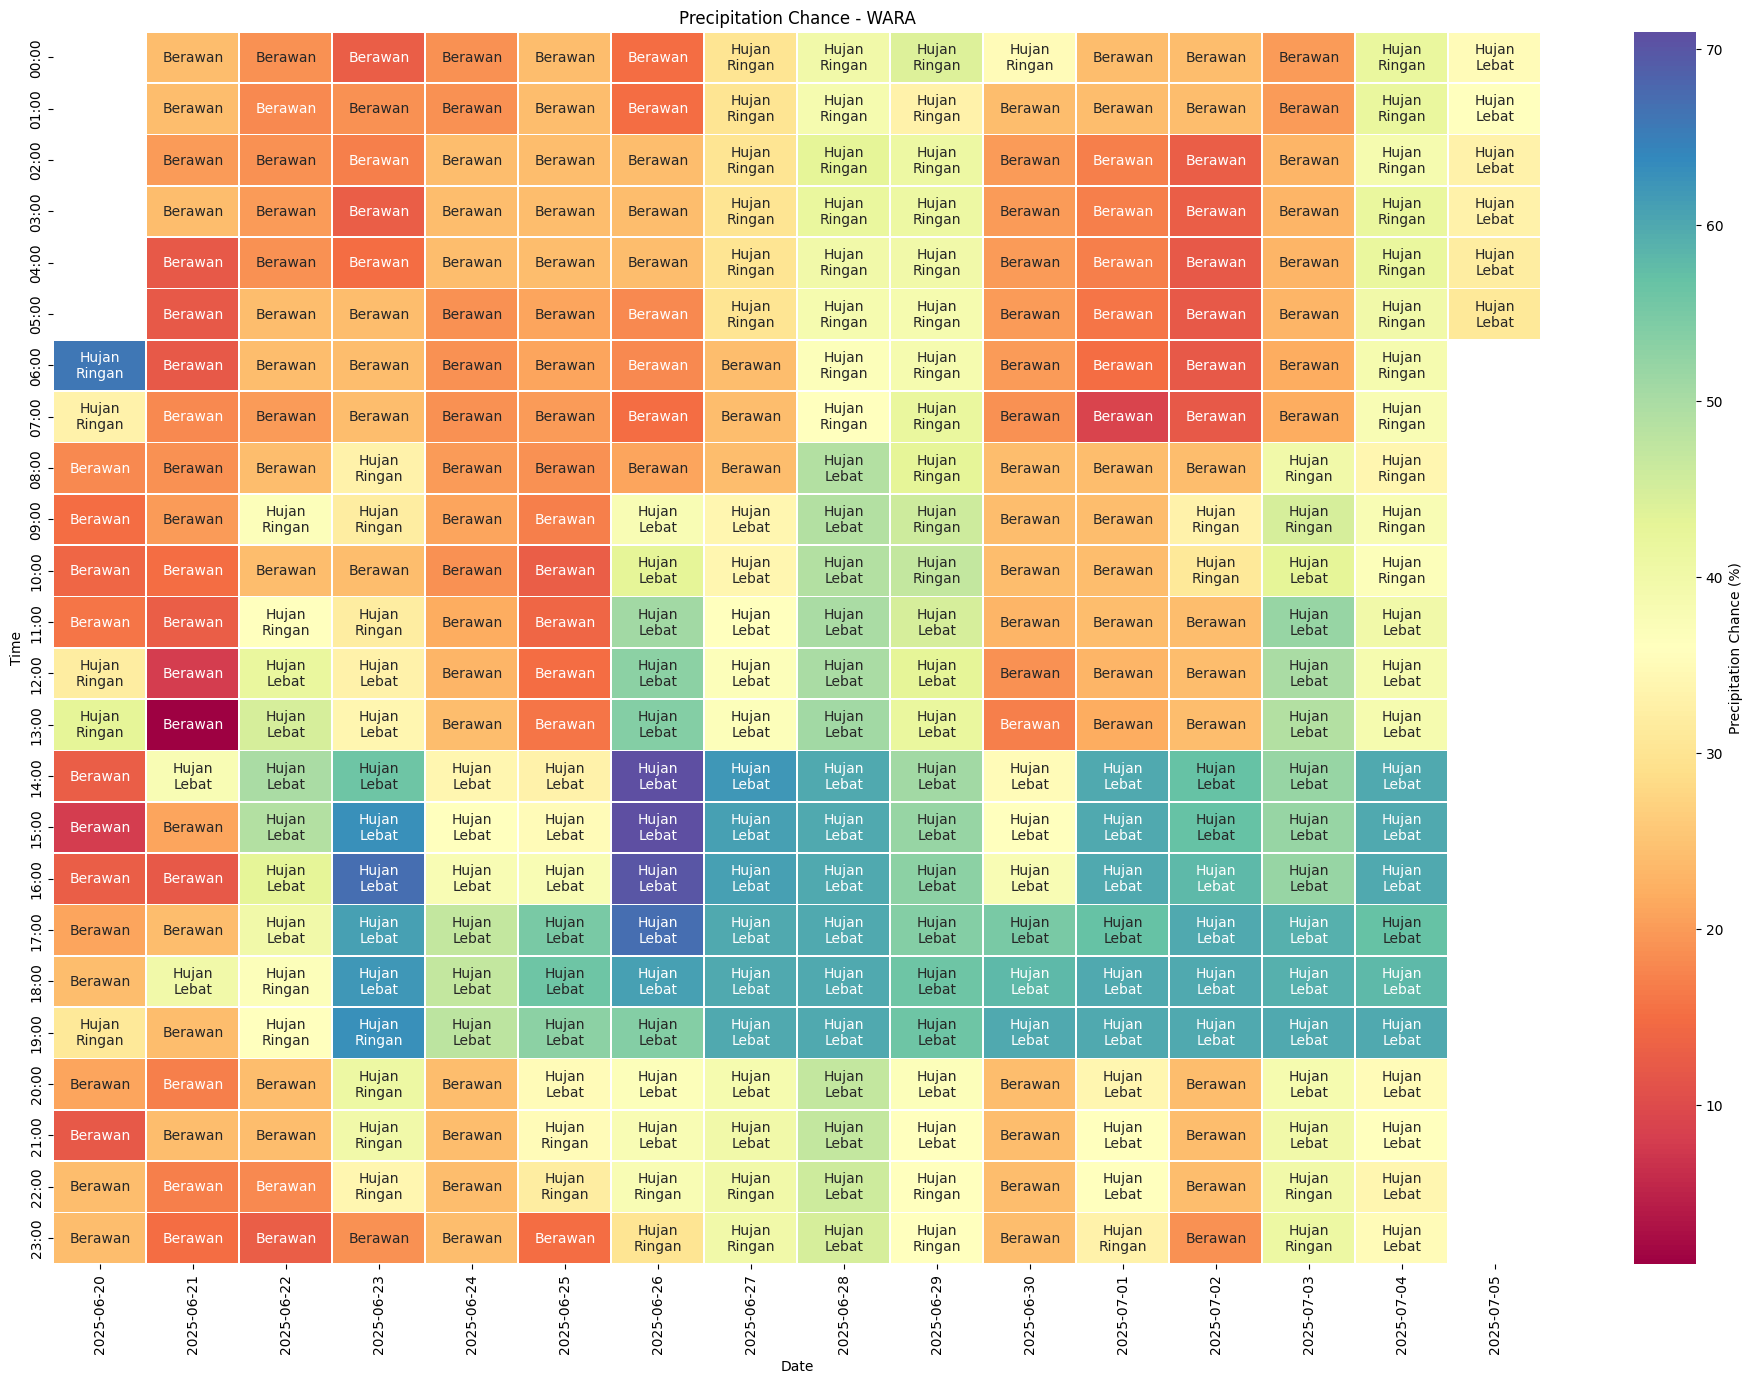 Precipitation Chance - WARA
00:00 Berawan Berawan Berawan Berawan Berawan Berawan Hujan Ringan Hujan Ringan Hujan Ringan Hujan Ringan Berawan Berawan Berawan Hujan Ringan Hujan Lebat
01:00 Berawan Berawan Berawan Berawan Berawan Berawan Hujan Ringan Hujan Ringan Hujan Ringan Berawan Berawan Berawan Berawan Hujan Ringan Hujan Lebat
02:00 Berawan Berawan Berawan Berawan Berawan Berawan Hujan Ringan Hujan Ringan Hujan Ringan Berawan Berawan Berawan Berawan Hujan Ringan Hujan Lebat
03:00 Berawan Berawan Berawan Berawan Berawan Berawan Hujan Ringan Hujan Ringan Hujan Ringan Berawan Berawan Berawan Berawan Hujan Ringan Hujan Lebat
04:00 Berawan Berawan Berawan Berawan Berawan Berawan Hujan Ringan Hujan Ringan Hujan Ringan Berawan Berawan Berawan Berawan Hujan Ringan Hujan Lebat
05:00 Berawan Berawan Berawan Berawan Berawan Berawan Hujan Ringan Hujan Ringan Hujan Ringan Berawan Berawan Berawan Berawan Hujan Ringan Hujan Lebat
06:00 Hujan Ringan Berawan Berawan Berawan Berawan Berawan Berawan Berawan Hujan Ringan Hujan Ringan Berawan Berawan Berawan Berawan Hujan Ringan
07:00 Hujan Ringan Berawan Berawan Berawan Berawan Berawan Berawan Berawan Hujan Ringan Hujan Ringan Berawan Berawan Berawan Berawan Hujan Ringan
08:00 Berawan Berawan Berawan Hujan Ringan Berawan Berawan Berawan Berawan Hujan Lebat Hujan Ringan Berawan Berawan Berawan Hujan Ringan Hujan Ringan
09:00 Berawan Berawan Hujan Ringan Hujan Ringan Berawan Berawan Hujan Lebat Hujan Lebat Hujan Lebat Hujan Ringan Berawan Berawan Hujan Ringan Hujan Ringan Hujan Ringan
10:00 Berawan Berawan Berawan Berawan Berawan Berawan Hujan Lebat Hujan Lebat Hujan Lebat Hujan Ringan Berawan Berawan Hujan Ringan Hujan Lebat Hujan Ringan
11:00 Berawan Berawan Hujan Ringan Hujan Ringan Berawan Berawan Hujan Lebat Hujan Lebat Hujan Lebat Hujan Lebat Berawan Berawan Berawan Hujan Lebat Hujan Lebat
12:00 Hujan Ringan Berawan Hujan Lebat Hujan Lebat Berawan Berawan Hujan Lebat Hujan Lebat Hujan Lebat Hujan Lebat Berawan Berawan Berawan Hujan Lebat Hujan Lebat
13:00 Hujan Ringan Berawan Hujan Lebat Hujan Lebat Berawan Berawan Hujan Lebat Hujan Lebat Hujan Lebat Hujan Lebat Berawan Berawan Berawan Hujan Lebat Hujan Lebat
14:00 Berawan Hujan Lebat Hujan Lebat Hujan Lebat Hujan Lebat Hujan Lebat Hujan Lebat Hujan Lebat Hujan Lebat Hujan Lebat Hujan Lebat Hujan Lebat Hujan Lebat Hujan Lebat Hujan Lebat
15:00 Berawan Berawan Hujan Lebat Hujan Lebat Hujan Lebat Hujan Lebat Hujan Lebat Hujan Lebat Hujan Lebat Hujan Lebat Hujan Lebat Hujan Lebat Hujan Lebat Hujan Lebat Hujan Lebat
16:00 Berawan Berawan Hujan Lebat Hujan Lebat Hujan Lebat Hujan Lebat Hujan Lebat Hujan Lebat Hujan Lebat Hujan Lebat Hujan Lebat Hujan Lebat Hujan Lebat Hujan Lebat Hujan Lebat
17:00 Berawan Berawan Hujan Lebat Hujan Lebat Hujan Lebat Hujan Lebat Hujan Lebat Hujan Lebat Hujan Lebat Hujan Lebat Hujan Lebat Hujan Lebat Hujan Lebat Hujan Lebat Hujan Lebat
18:00 Berawan Hujan Lebat Hujan Ringan Hujan Lebat Hujan Lebat Hujan Lebat Hujan Lebat Hujan Lebat Hujan Lebat Hujan Lebat Hujan Lebat Hujan Lebat Hujan Lebat Hujan Lebat Hujan Lebat
19:00 Hujan Ringan Berawan Hujan Ringan Hujan Ringan Hujan Lebat Hujan Lebat Hujan Lebat Hujan Lebat Hujan Lebat Hujan Lebat Hujan Lebat Hujan Lebat Hujan Lebat Hujan Lebat Hujan Lebat
20:00 Berawan Berawan Berawan Hujan Ringan Berawan Hujan Lebat Hujan Lebat Hujan Lebat Hujan Lebat Hujan Lebat Berawan Hujan Lebat Berawan Hujan Lebat Hujan Lebat
21:00 Berawan Berawan Berawan Hujan Ringan Berawan Hujan Ringan Hujan Lebat Hujan Lebat Hujan Lebat Hujan Lebat Berawan Hujan Lebat Berawan Hujan Lebat Hujan Lebat
22:00 Berawan Berawan Berawan Hujan Ringan Berawan Hujan Ringan Hujan Ringan Hujan Ringan Hujan Lebat Hujan Ringan Berawan Hujan Lebat Berawan Hujan Ringan Hujan Lebat
23:00 Berawan Berawan Berawan Berawan Berawan Berawan Hujan Ringan Hujan Ringan Hujan Lebat Hujan Ringan Berawan Hujan Ringan Berawan Hujan Ringan Hujan Lebat
Time
2025-06-20 2025-06-21 2025-06-22 2025-06-23 2025-06-24 2025-06-25 2025-06-26 2025-06-27 2025-06-28 2025-06-29 2025-06-30 2025-07-01 2025-07-02 2025-07-03 2025-07-04 2025-07-05
Date
70
60
50
40
30
20
10
Precipitation Chance (%)